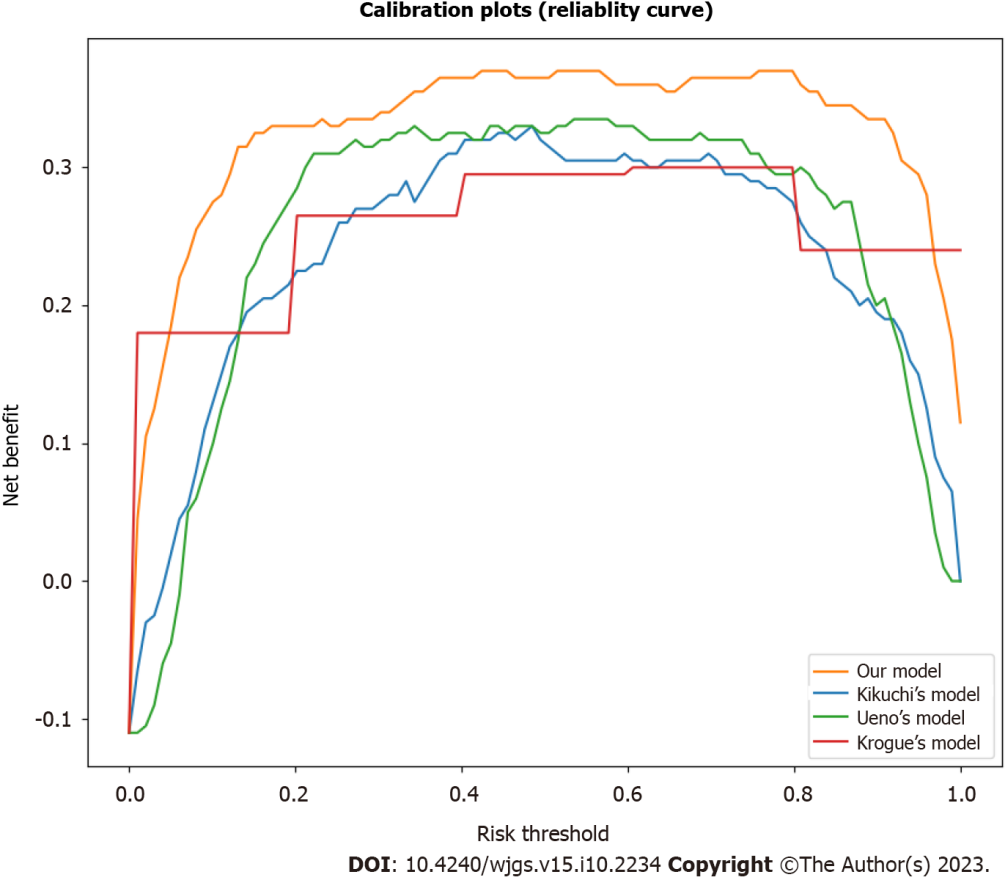 Calibration plots (reliablity curve)
Net benefit
0.3
0.2
0.1
0.0
-0.1
0.0 0.2 0.4 0.6 0.8 1.0
Risk threshold
Our model
Kikuchi’s model
Ueno’s model
Krogue’s model
DOI: 10.4240/wjgs.v15.i10.2234 Copyright ©The Author(s) 2023.